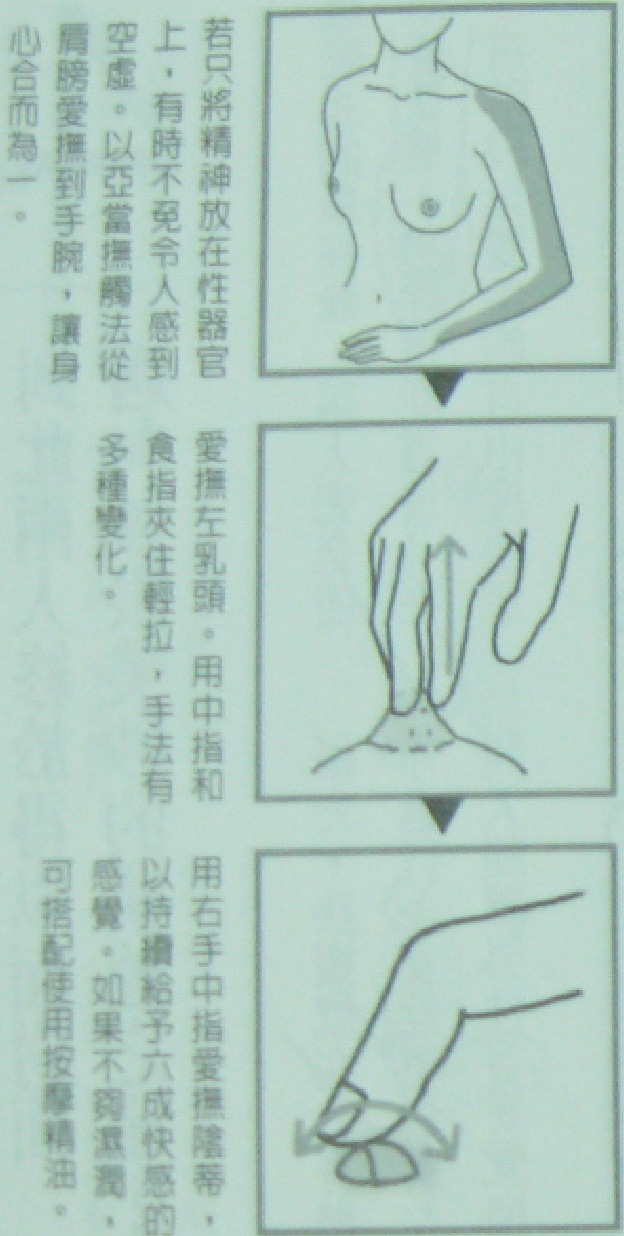 若只將精神放在性器官
上，有時不免令人感到
空虛。以亞當撫觸法從
肩膀愛撫到手腕，讓身
心合而為一。
愛撫左乳頭。用中指和
食指夾住輕拉，手法有
多種變化。
用右手中指愛撫陰蒂，
以持續給予六成快感的
感覺。如果不夠濕潤，
可搭配使用按摩精油。